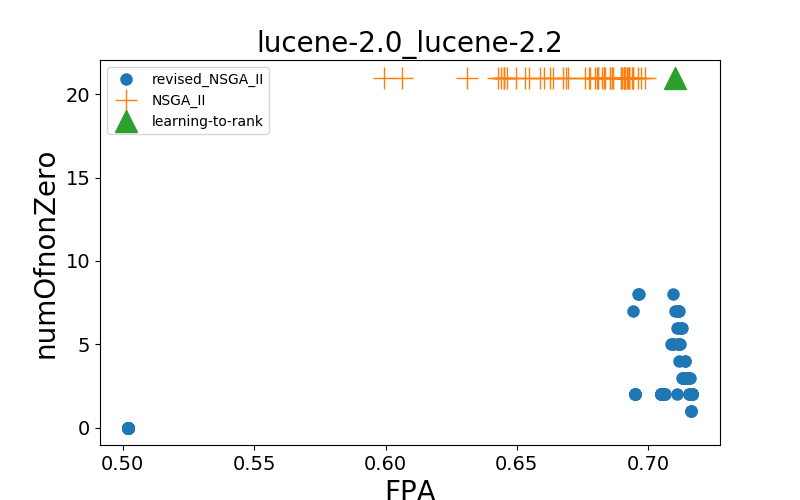 lucene-2.0_lucene-2.2
revised_NSGA_II
NSGA_II
learning-to-rank
numOfnonZero
20
15
10
5
0
0.50 0.55 0.60 0.65 0.70
FPA